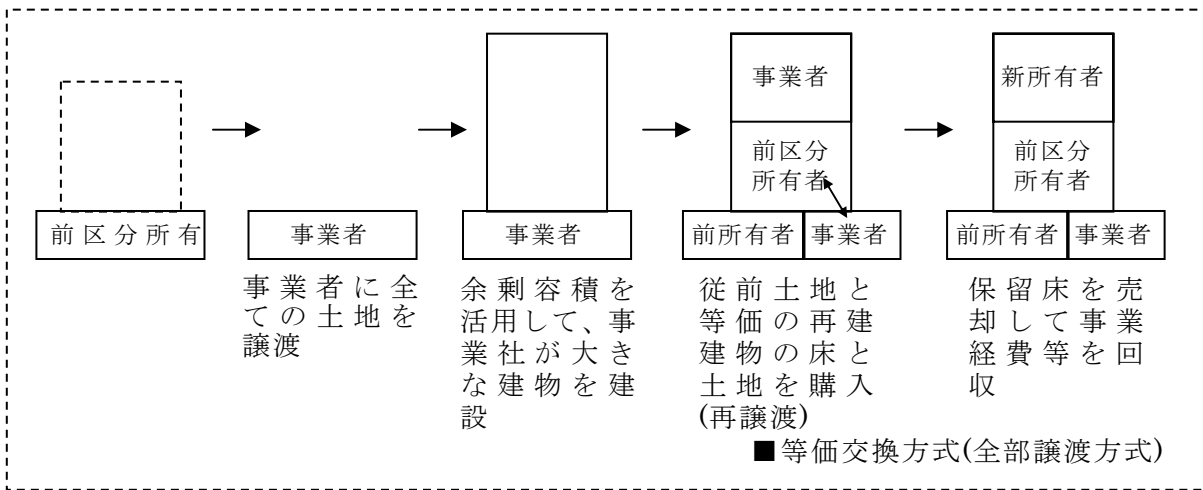 事業者
新所有者
前区分
所有者
前区分
所有者
前区分所有
事業者
事業者
前所有者
事業者
前所有者
事業者
事業者に全
ての土地を
譲渡
余剰容積を
活用して、事
業社が大き
な建物を建
設
従前土地と
等価の再建
建物の床と
土地を購入
(再譲渡)
保留床を売
却して事業
経費等を回
収
■等価交換方式(全部譲渡方式)